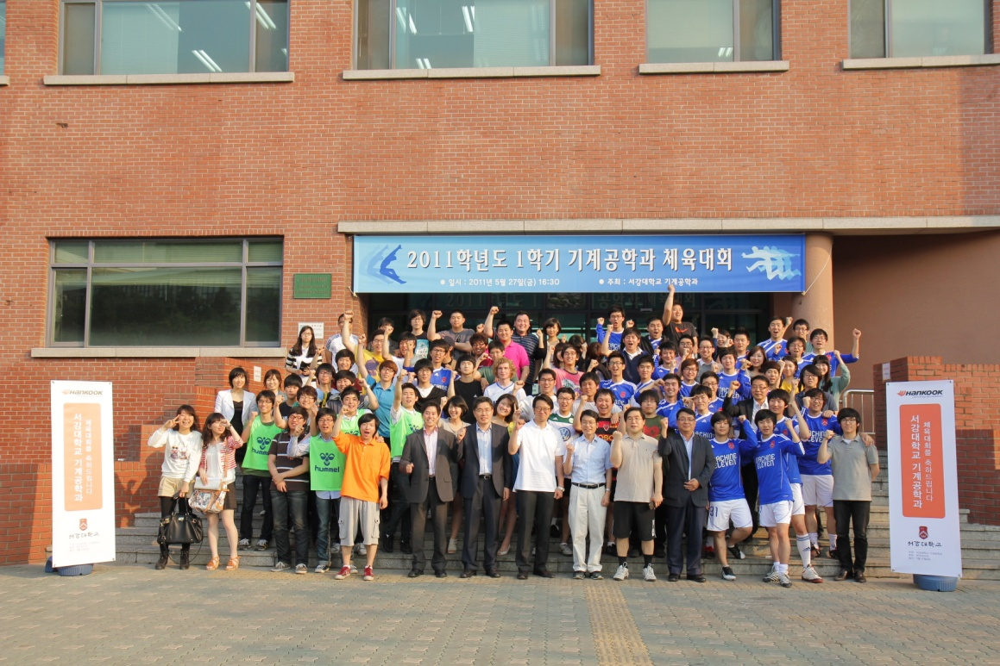 2011학년도 1학기 기계공학과 체육대회
● 일시 : 2011년 5월 27일(금) 16:30
● 주최 : 서강대학교 기계공학과
HANKOOK
체육대회를 축하드립니다
서강대학교 기계공학과
서강대학교
HANKOOK
체육대회를 축하드립니다
서강대학교 기계공학과
서강대학교
hummel
MACHINE
ELEVEN